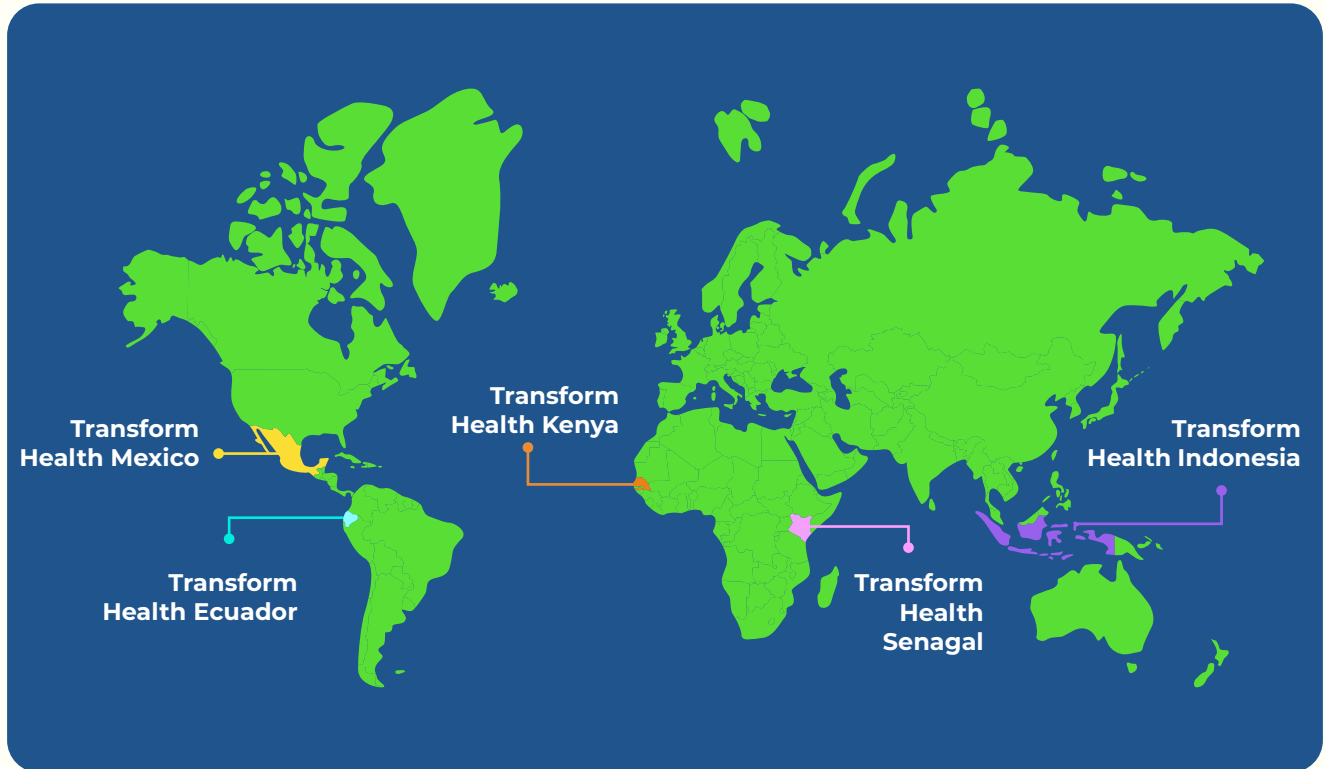 Transform
Health Kenya
Transform
Health Mexico
Transform
Health Indonesia
Transform
Health Ecuador
Transform
Health
Senagal